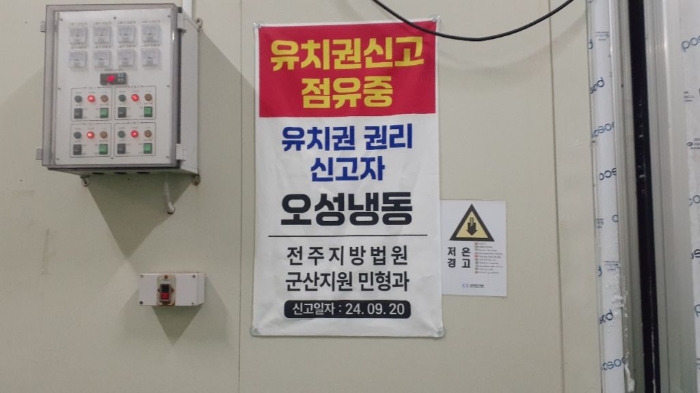 유치권신고
점유중
유치권 권리
신고자
오성냉동
전주지방법원
군산지원 민형과
신고일자 : 24. 09. 20
저온
경고